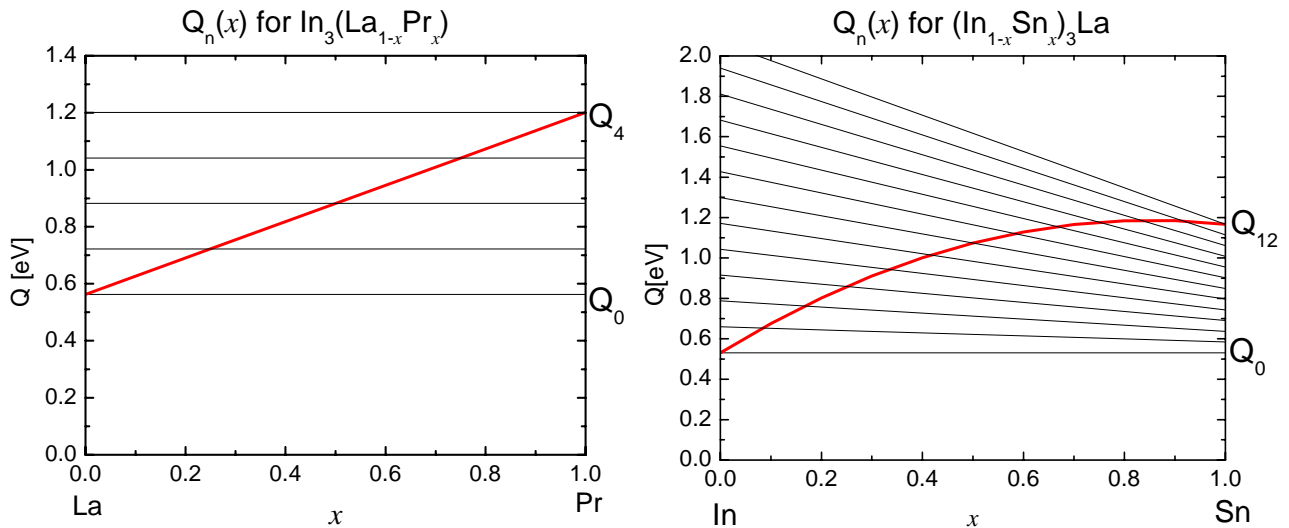 Qₙ(x) for In₃(La₁₋ₓPrₓ)
1.4
1.2
1.0
0.8
0.6
0.4
0.2
0.0
Q [eV]
Q₄
Q₀
0.0 0.2 0.4 0.6 0.8 1.0
La x Pr
Qₙ(x) for (In₁₋ₓSnₓ)₃La
2.0
1.8
1.6
1.4
1.2
1.0
0.8
0.6
0.4
0.2
0.0
Q[eV]
Q₁₂
Q₀
0.0 0.2 0.4 0.6 0.8 1.0
In x Sn